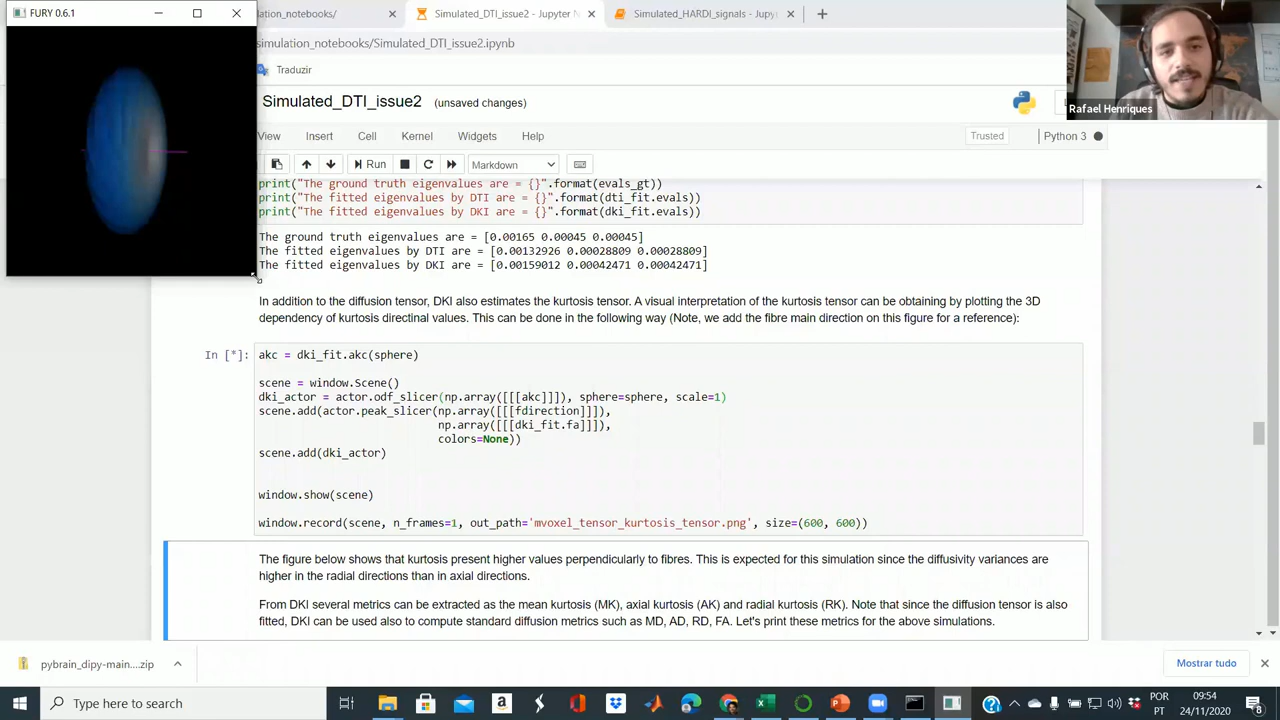 FURY 0.6.1
lation_notebooks/
Simulated_DTI_issue2 - Jupyter N
Simulated_HARDI_signals - Jupyt
simulation_notebooks/Simulated_DTI_issue2.ipynb
Traduzir
Simulated_DTI_issue2 (unsaved changes)
Rafael Henriques
View Insert Cell Kernel Widgets Help
Trusted
Python 3
Run
Markdown
print("The ground truth eigenvalues are = {}".format(evals_gt))
print("The fitted eigenvalues by DTI are = {}".format(dti_fit.evals))
print("The fitted eigenvalues by DKI are = {}".format(dki_fit.evals))
The ground truth eigenvalues are = [0.00165 0.00045 0.00045]
The fitted eigenvalues by DTI are = [0.00132926 0.00028809 0.00028809]
The fitted eigenvalues by DKI are = [0.00159012 0.00042471 0.00042471]
In addition to the diffusion tensor, DKI also estimates the kurtosis tensor. A visual interpretation of the kurtosis tensor can be obtaining by plotting the 3D
dependency of kurtosis directinal values. This can be done in the following way (Note, we add the fibre main direction on this figure for a reference):
In [*]:
akc = dki_fit.akc(sphere)
scene = window.Scene()
dki_actor = actor.odf_slicer(np.array([[[akc]]]), sphere=sphere, scale=1)
scene.add(actor.peak_slicer(np.array([[[fdirection]]]),
np.array([[[dki_fit.fa]]]),
colors=None))
scene.add(dki_actor)
window.show(scene)
window.record(scene, n_frames=1, out_path='mvoxel_tensor_kurtosis_tensor.png', size=(600, 600))
The figure below shows that kurtosis present higher values perpendicularly to fibres. This is expected for this simulation since the diffusivity variances are
higher in the radial directions than in axial directions.
From DKI several metrics can be extracted as the mean kurtosis (MK), axial kurtosis (AK) and radial kurtosis (RK). Note that since the diffusion tensor is also
fitted, DKI can be used also to compute standard diffusion metrics such as MD, AD, RD, FA. Let's print these metrics for the above simulations.
pybrain_dipy-main....zip
Mostrar tudo
Type here to search
POR
PT
09:54
24/11/2020
8